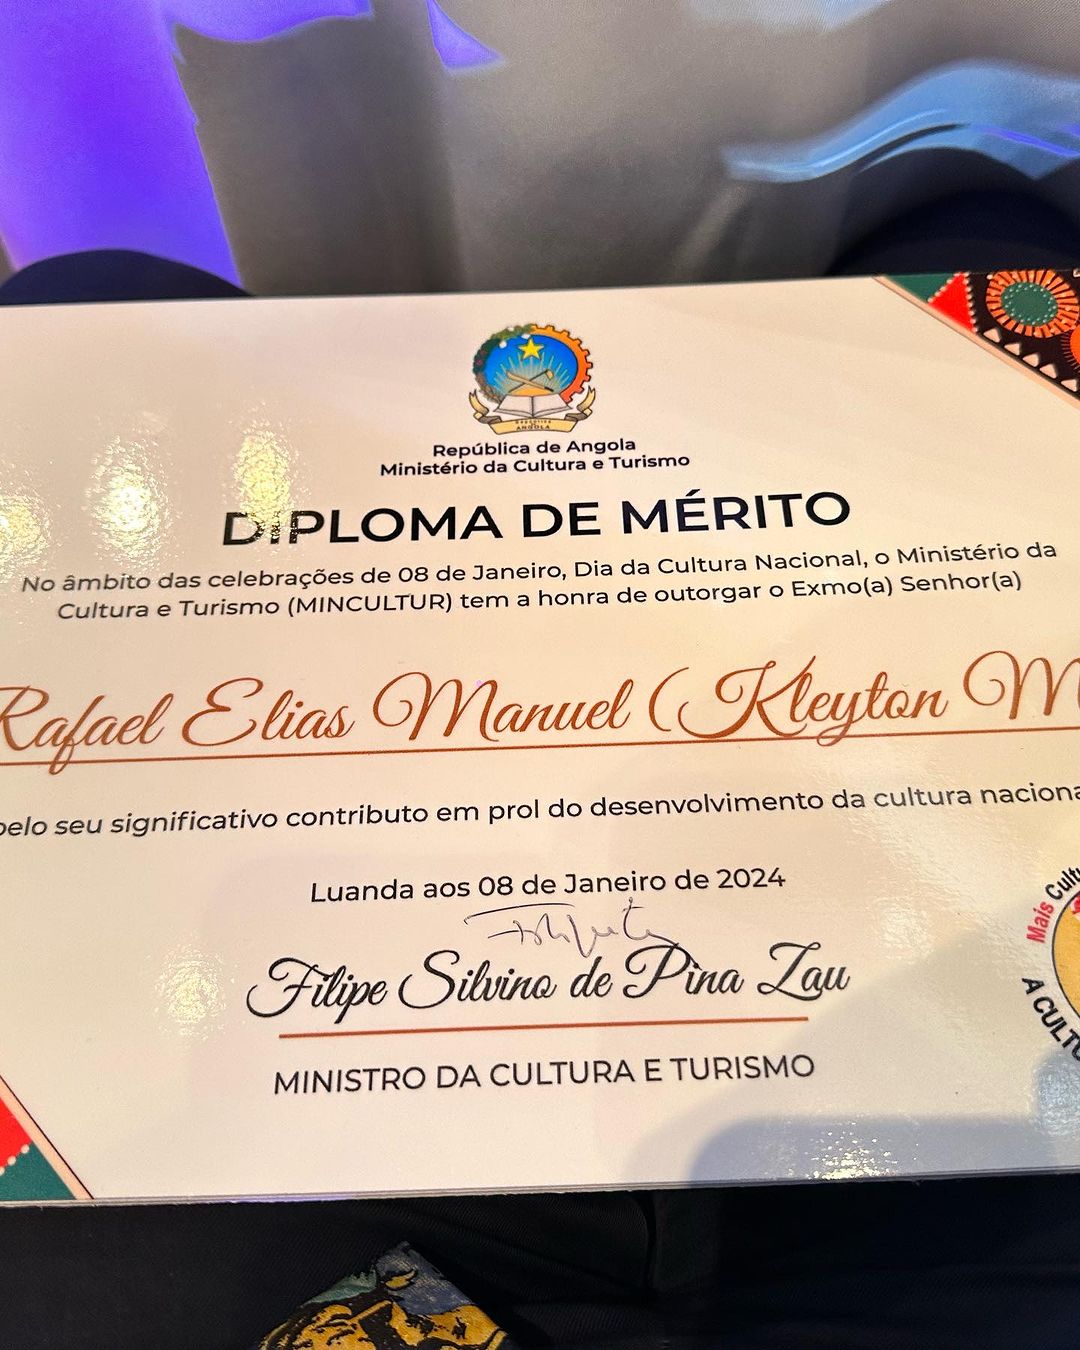 República de Angola
Ministério da Cultura e Turismo
DIPLOMA DE MÉRITO
No âmbito das celebrações de 08 de Janeiro, Dia da Cultura Nacional, o Ministério da
Cultura e Turismo (MINCULTUR) tem a honra de outorgar o Exmo(a) Senhor(a)
Rafael Elias Manuel (Kleyton M
pelo seu significativo contributo em prol do desenvolvimento da cultura naciona
Luanda aos 08 de Janeiro de 2024
Filipe Silvino de Pina Zau
MINISTRO DA CULTURA E TURISMO
Mais Cultu
A CULTU